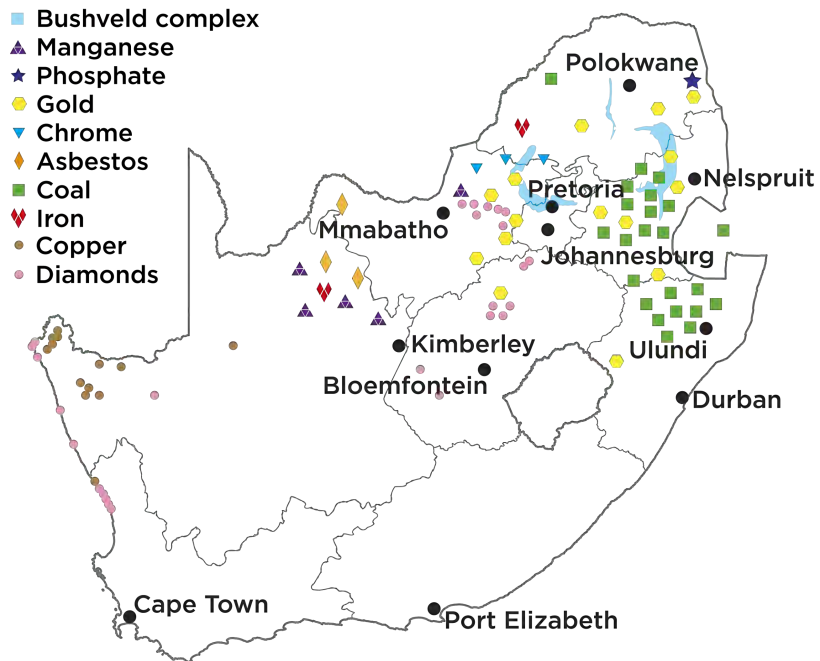 Bushveld complex
Manganese
Phosphate
Gold
Chrome
Asbestos
Coal
Iron
Copper
Diamonds
Polokwane
Nelspruit
Pretoria
Mmabatho
Johannesburg
Kimberley
Ulundi
Bloemfontein
Durban
Cape Town
Port Elizabeth